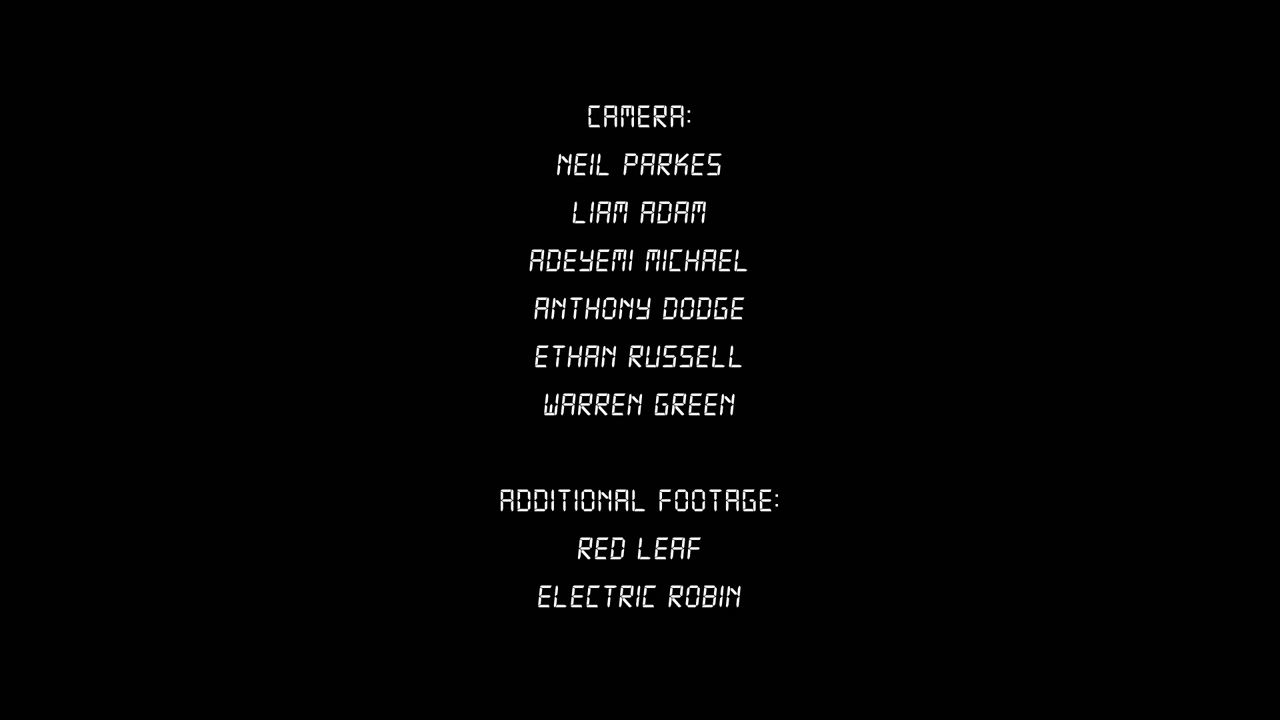 CAMERA:
NEIL PARKES
LIAM ADAM
ADEYEMI MICHAEL
ANTHONY DODGE
ETHAN RUSSELL
WARREN GREEN
ADDITIONAL FOOTAGE:
RED LEAF
ELECTRIC ROBIN